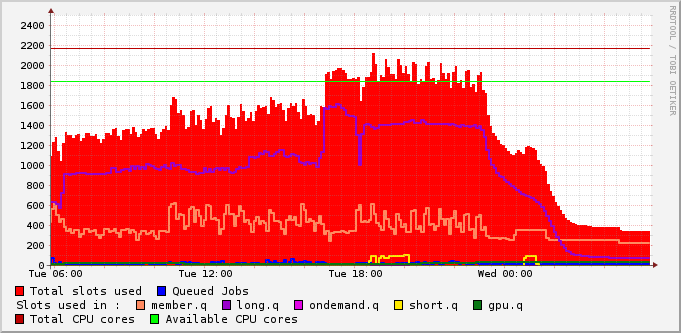 RRDTOOL / TOBI OETIKER
2400
2200
2000
1800
1600
1400
1200
1000
800
600
400
200
0
Tue 06:00 Tue 12:00 Tue 18:00 Wed 00:00
Total slots used Queued Jobs
Slots used in : member.q long.q ondemand.q short.q gpu.q
Total CPU cores Available CPU cores